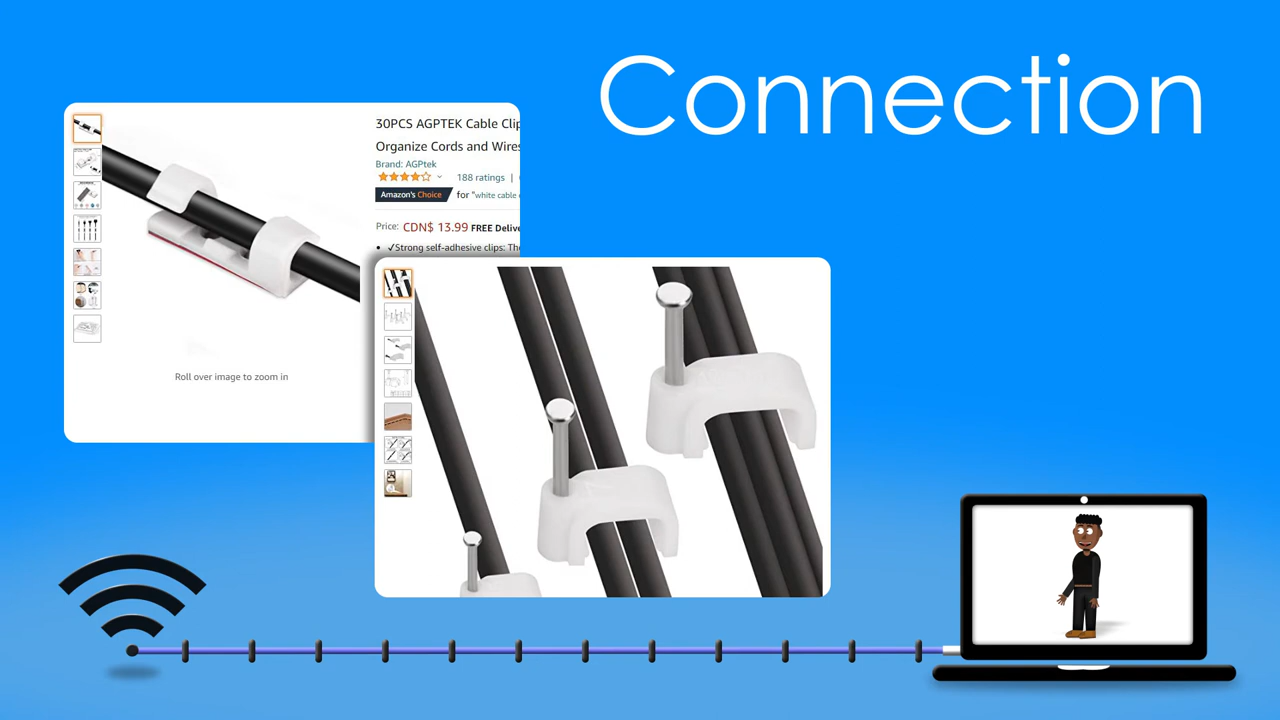 Connection
30PCS AGPTEK Cable Clip
Organize Cords and Wires
Brand: AGPtek
188 ratings |
Amazon's Choice for "white cable
Price: CDN$ 13.99 FREE Delive
• ✓Strong self-adhesive clips: Th
Roll over image to zoom in